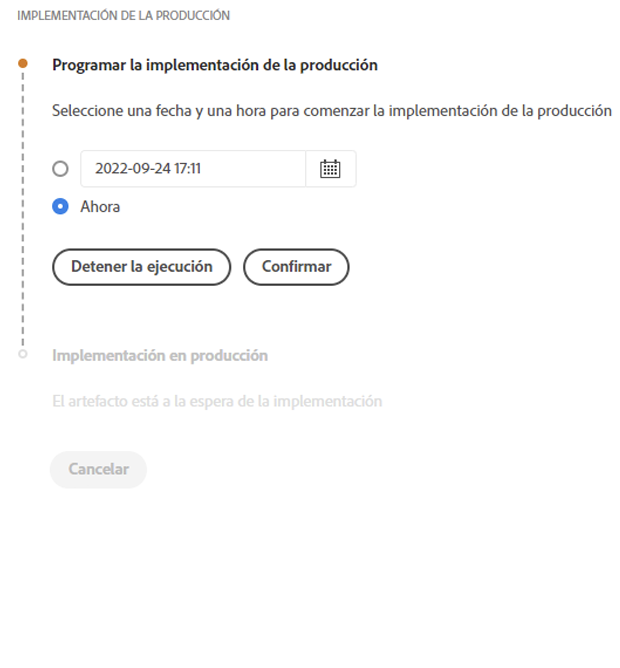 IMPLEMENTACIÓN DE LA PRODUCCIÓN
Programar la implementación de la producción
Seleccione una fecha y una hora para comenzar la implementación de la producción
2022-09-24 17:11
Ahora
Detener la ejecución Confirmar
Implementación en producción
El artefacto está a la espera de la implementación
Cancelar